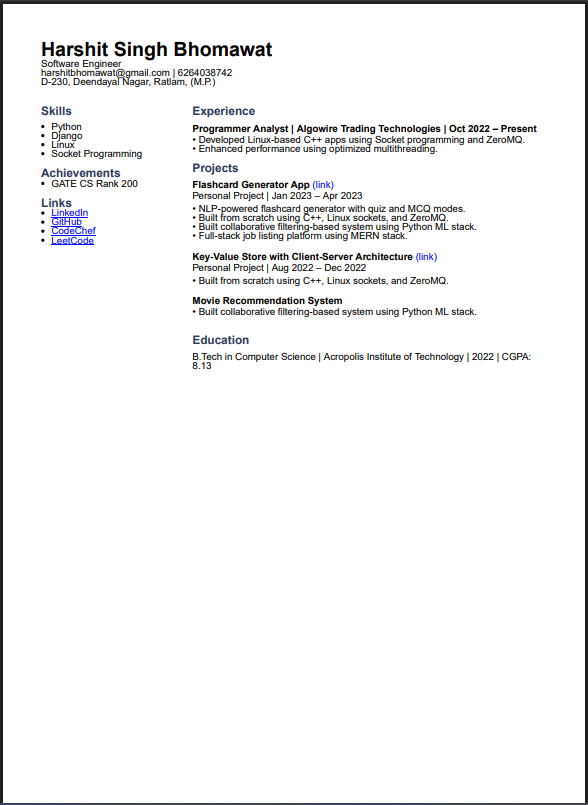 Harshit Singh Bhomawat
Software Engineer
harshitbhomawat@gmail.com | 6264038742
D-230, Deendayal Nagar, Ratlam, (M.P.)
Skills
• Python
• Django
• Linux
• Socket Programming
Achievements
• GATE CS Rank 200
Links
• LinkedIn
• GitHub
• CodeChef
• LeetCode
Experience
Programmer Analyst | Algowire Trading Technologies | Oct 2022 – Present
• Developed Linux-based C++ apps using Socket programming and ZeroMQ.
• Enhanced performance using optimized multithreading.
Projects
Flashcard Generator App (link)
Personal Project | Jan 2023 – Apr 2023
• NLP-powered flashcard generator with quiz and MCQ modes.
• Built from scratch using C++, Linux sockets, and ZeroMQ.
• Built collaborative filtering-based system using Python ML stack.
• Full-stack job listing platform using MERN stack.
Key-Value Store with Client-Server Architecture (link)
Personal Project | Aug 2022 – Dec 2022
• Built from scratch using C++, Linux sockets, and ZeroMQ.
Movie Recommendation System
• Built collaborative filtering-based system using Python ML stack.
Education
B.Tech in Computer Science | Acropolis Institute of Technology | 2022 | CGPA:
8.13